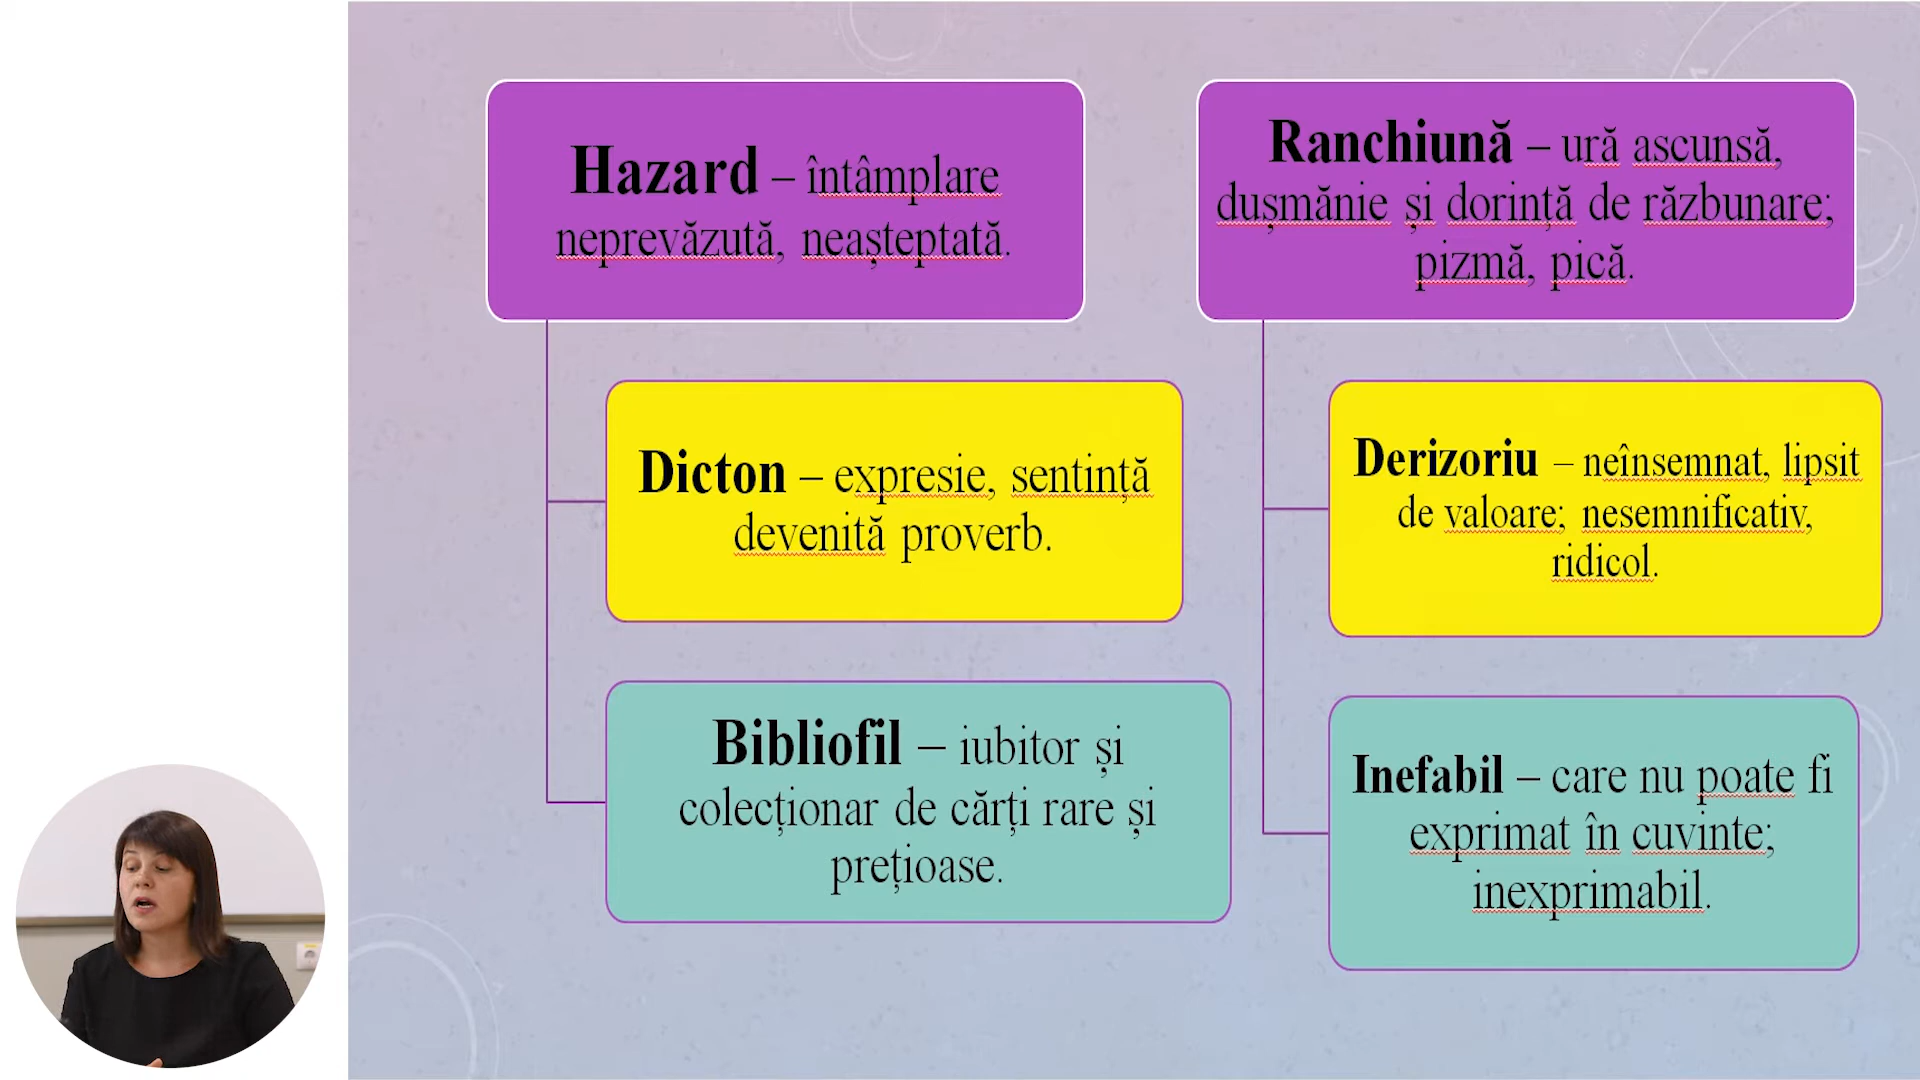 Hazard – întâmplare
neprevăzută, neașteptată.
Dicton – expresie, sentință
devenită proverb.
Bibliofil – iubitor și
colecționar de cărți rare și
prețioase.
Ranchiună – ură ascunsă,
dușmănie și dorință de răzbunare;
pizmă, pică.
Derizoriu – neînsemnat, lipsit
de valoare; nesemnificativ,
ridicol.
Inefabil – care nu poate fi
exprimat în cuvinte;
inexprimabil.